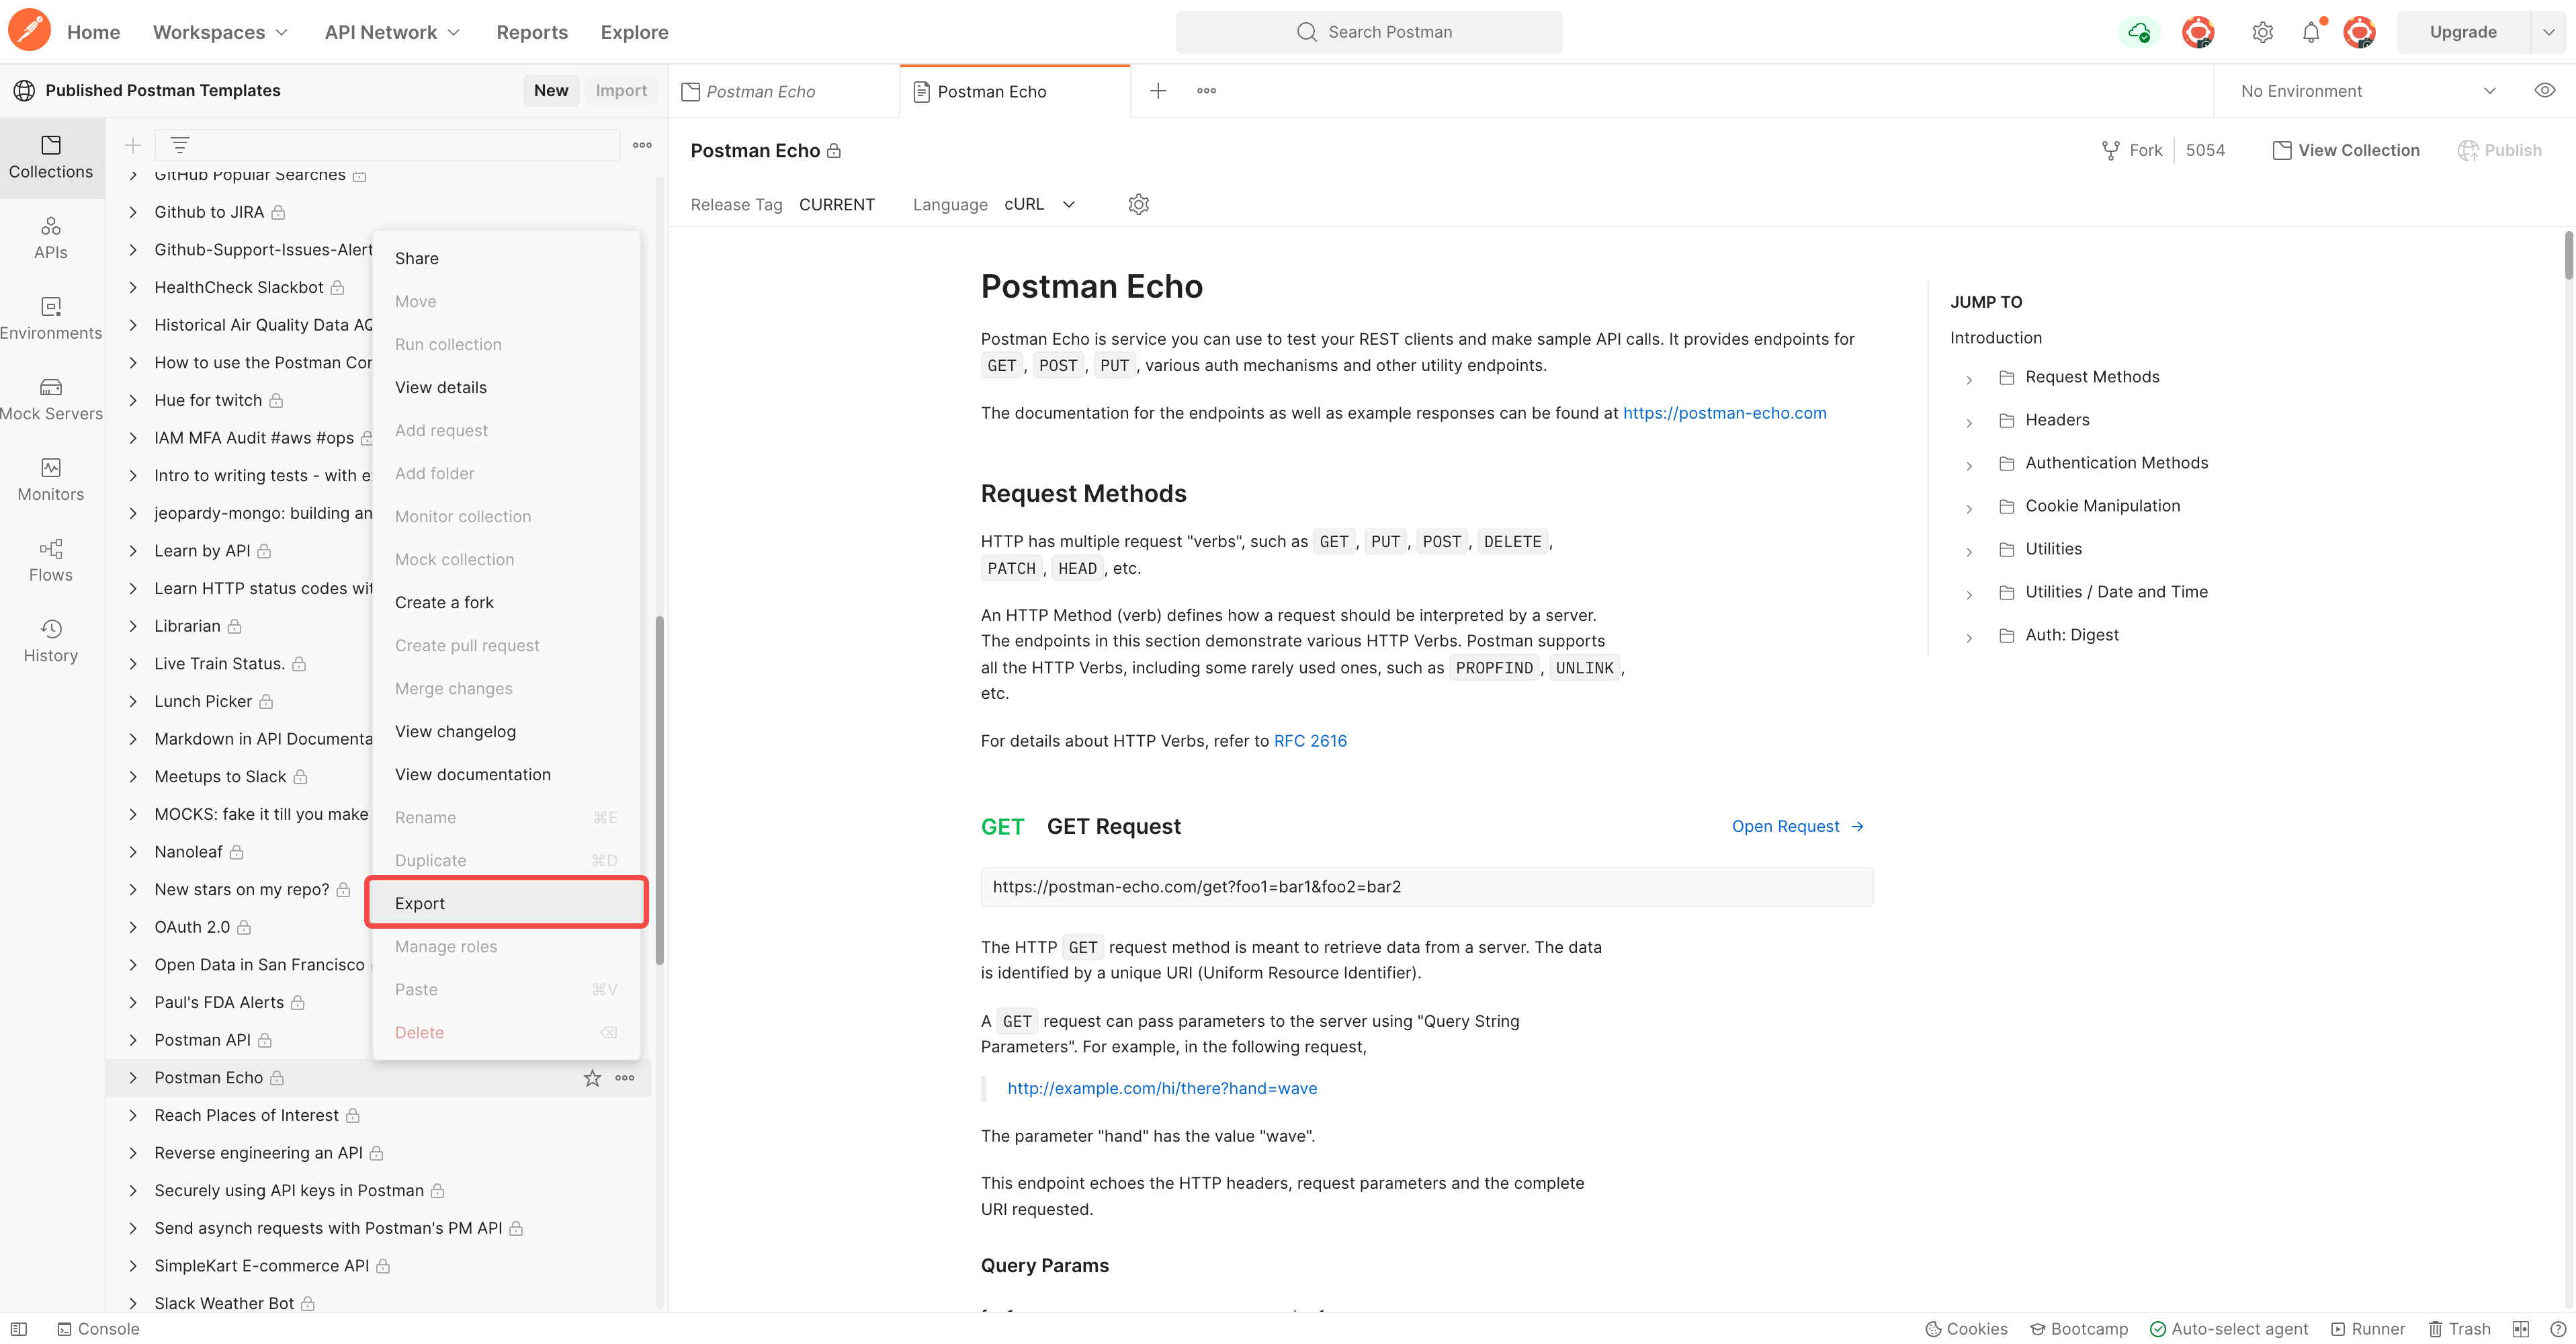 Home
Workspaces
API Network
Reports
Explore
Search Postman
Upgrade
Published Postman Templates
New
Import
Postman Echo
Postman Echo
No Environment
Collections
APIs
Environments
Mock Servers
Monitors
Flows
History
GitHub Popular Searches
Github to JIRA
Github-Support-Issues-Alert
HealthCheck Slackbot
Historical Air Quality Data AQ
How to use the Postman Cor
Hue for twitch
IAM MFA Audit #aws #ops
Intro to writing tests - with e
jeopardy-mongo: building an
Learn by API
Learn HTTP status codes wit
Librarian
Live Train Status.
Lunch Picker
Markdown in API Documenta
Meetups to Slack
MOCKS: fake it till you make
Nanoleaf
New stars on my repo?
OAuth 2.0
Open Data in San Francisco
Paul's FDA Alerts
Postman API
Postman Echo
Reach Places of Interest
Reverse engineering an API
Securely using API keys in Postman
Send asynch requests with Postman's PM API
SimpleKart E-commerce API
Slack Weather Bot
Share
Move
Run collection
View details
Add request
Add folder
Monitor collection
Mock collection
Create a fork
Create pull request
Merge changes
View changelog
View documentation
Rename ⌘E
Duplicate ⌘D
Export
Manage roles
Paste ⌘V
Delete
Postman Echo
Fork 5054
View Collection
Publish
Release Tag CURRENT
Language cURL
Postman Echo
Postman Echo is service you can use to test your REST clients and make sample API calls. It provides endpoints for
GET , POST , PUT , various auth mechanisms and other utility endpoints.
The documentation for the endpoints as well as example responses can be found at https://postman-echo.com
Request Methods
HTTP has multiple request "verbs", such as GET , PUT , POST , DELETE ,
PATCH , HEAD , etc.
An HTTP Method (verb) defines how a request should be interpreted by a server.
The endpoints in this section demonstrate various HTTP Verbs. Postman supports
all the HTTP Verbs, including some rarely used ones, such as PROPFIND , UNLINK ,
etc.
For details about HTTP Verbs, refer to RFC 2616
GET GET Request
Open Request →
https://postman-echo.com/get?foo1=bar1&foo2=bar2
The HTTP GET request method is meant to retrieve data from a server. The data
is identified by a unique URI (Uniform Resource Identifier).
A GET request can pass parameters to the server using "Query String
Parameters". For example, in the following request,
http://example.com/hi/there?hand=wave
The parameter "hand" has the value "wave".
This endpoint echoes the HTTP headers, request parameters and the complete
URI requested.
Query Params
JUMP TO
Introduction
Request Methods
Headers
Authentication Methods
Cookie Manipulation
Utilities
Utilities / Date and Time
Auth: Digest
Console
Cookies
Bootcamp
Auto-select agent
Runner
Trash